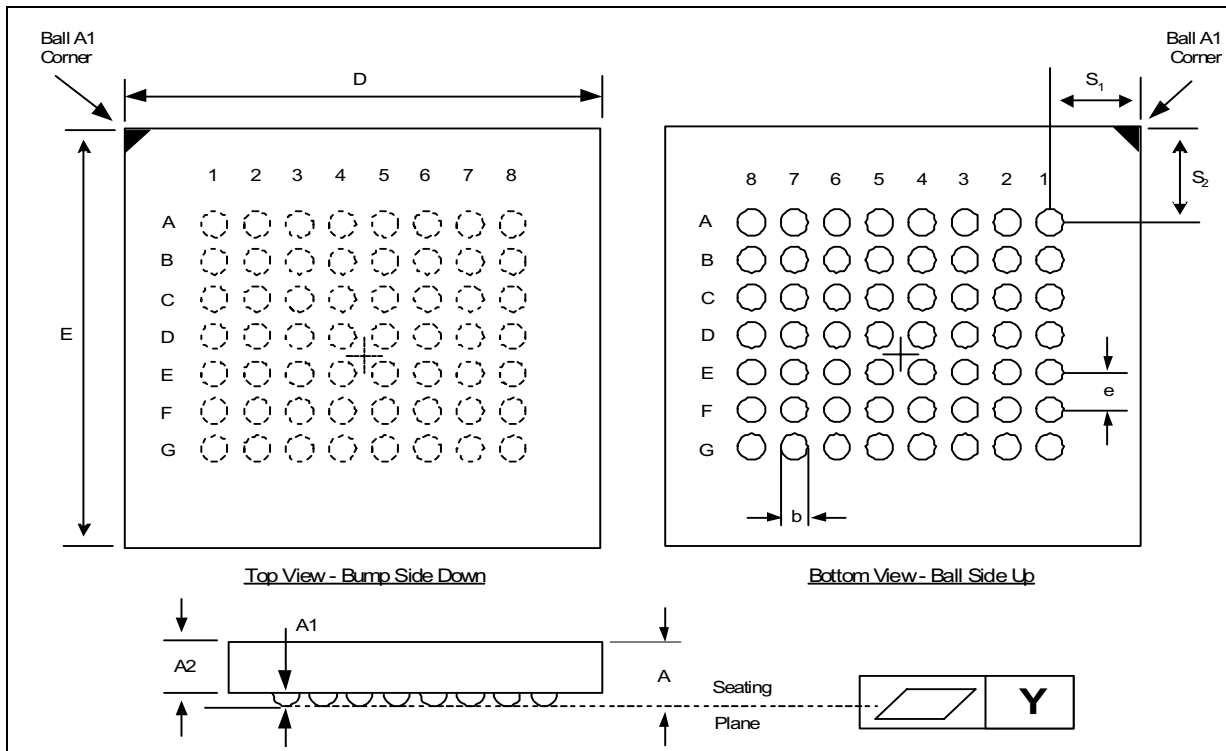 Ball A1
Corner
D
E
1 2 3 4 5 6 7 8
A
B
C
D
E
F
G
Top View - Bump Side Down
Ball A1
Corner
S1
S2
8 7 6 5 4 3 2 1
A
B
C
D
E
F
G
e
b
Bottom View - Ball Side Up
A1
A2
A
Seating
Plane
Y